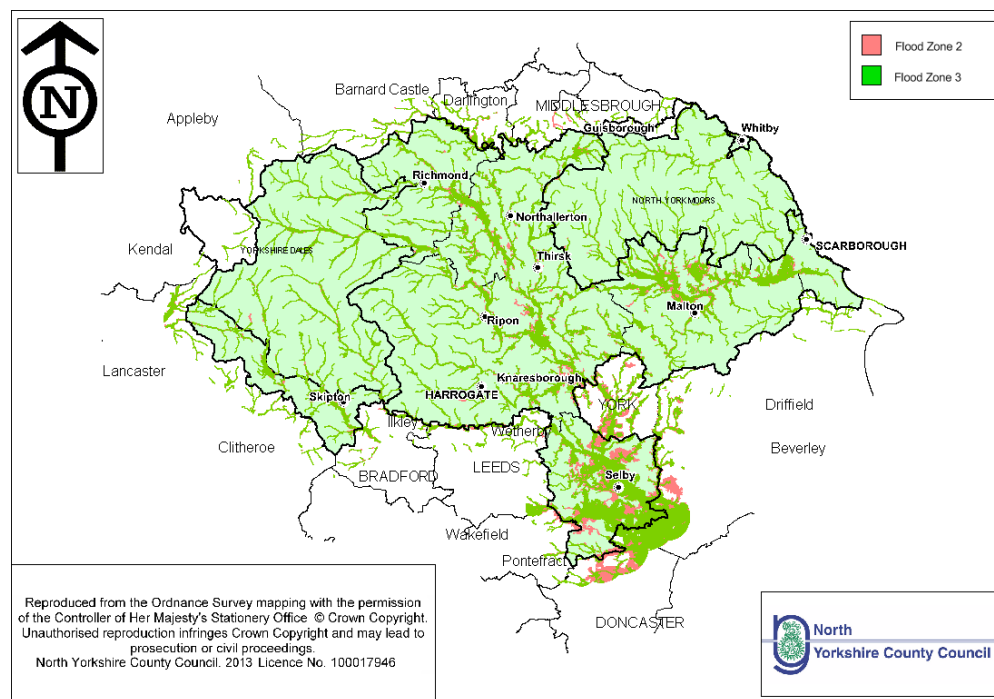 N
Flood Zone 2
Flood Zone 3
Barnard Castle
Darlington
MIDDLESBROUGH
Appleby
Guisborough
Whitby
Richmond
NORTH YORK MOORS
Northallerton
Kendal
YORKSHIRE DALES
SCARBOROUGH
Thirsk
Malton
Ripon
Lancaster
Knaresborough
HARROGATE
Skipton
YORK
Driffield
Ilkley
Wetherby
Clitheroe
Beverley
LEEDS
BRADFORD
Selby
Wakefield
Pontefract
DONCASTER
Reproduced from the Ordnance Survey mapping with the permission
of the Controller of Her Majesty's Stationery Office © Crown Copyright.
Unauthorised reproduction infringes Crown Copyright and may lead to
prosecution or civil proceedings.
North Yorkshire County Council. 2013 Licence No. 100017946
North
Yorkshire County Council